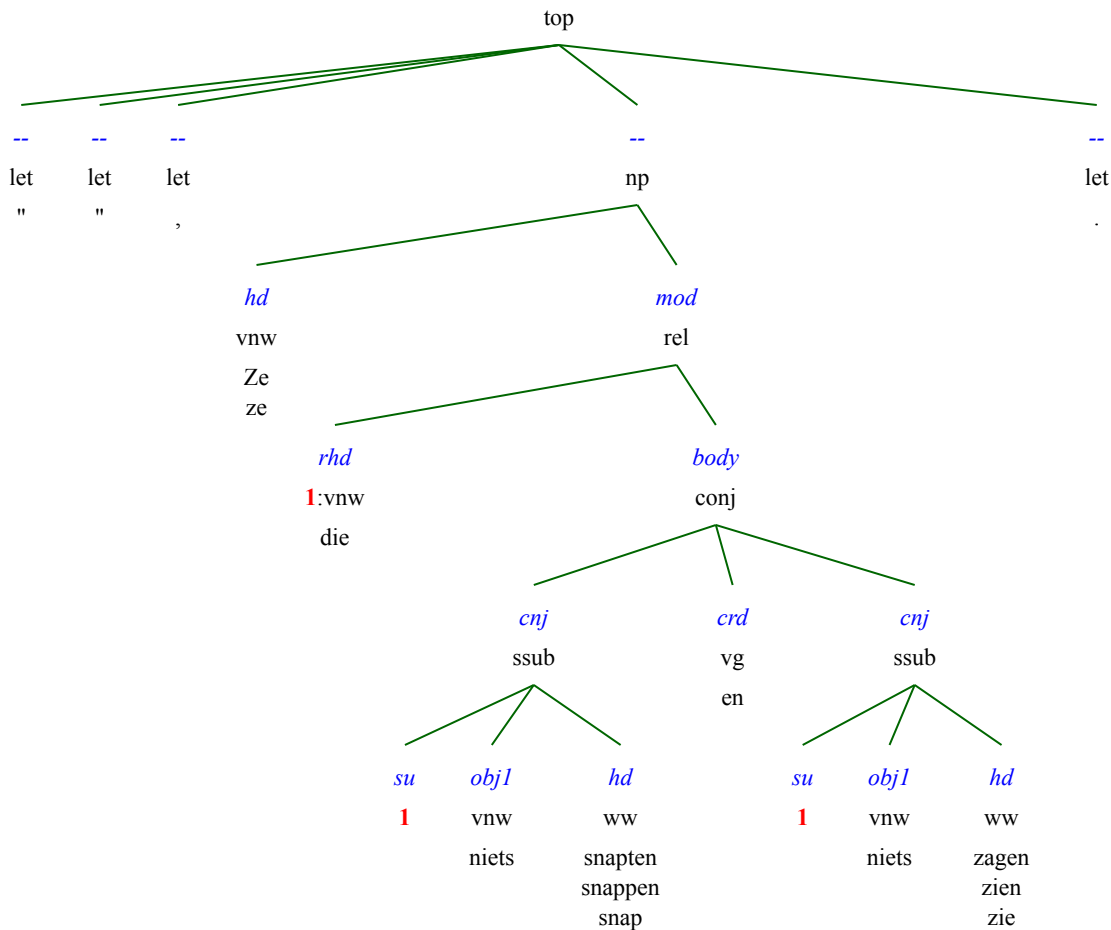 top
-- -- -- -- --
let let let np let
" " , .
hd mod
vnw rel
Ze
ze
rhd body
1:vnw conj
die
cnj crd cnj
ssub vg ssub
en
su obj1 hd su obj1 hd
1 vnw ww 1 vnw ww
niets snapten niets zagen
snappen zien
snap zie